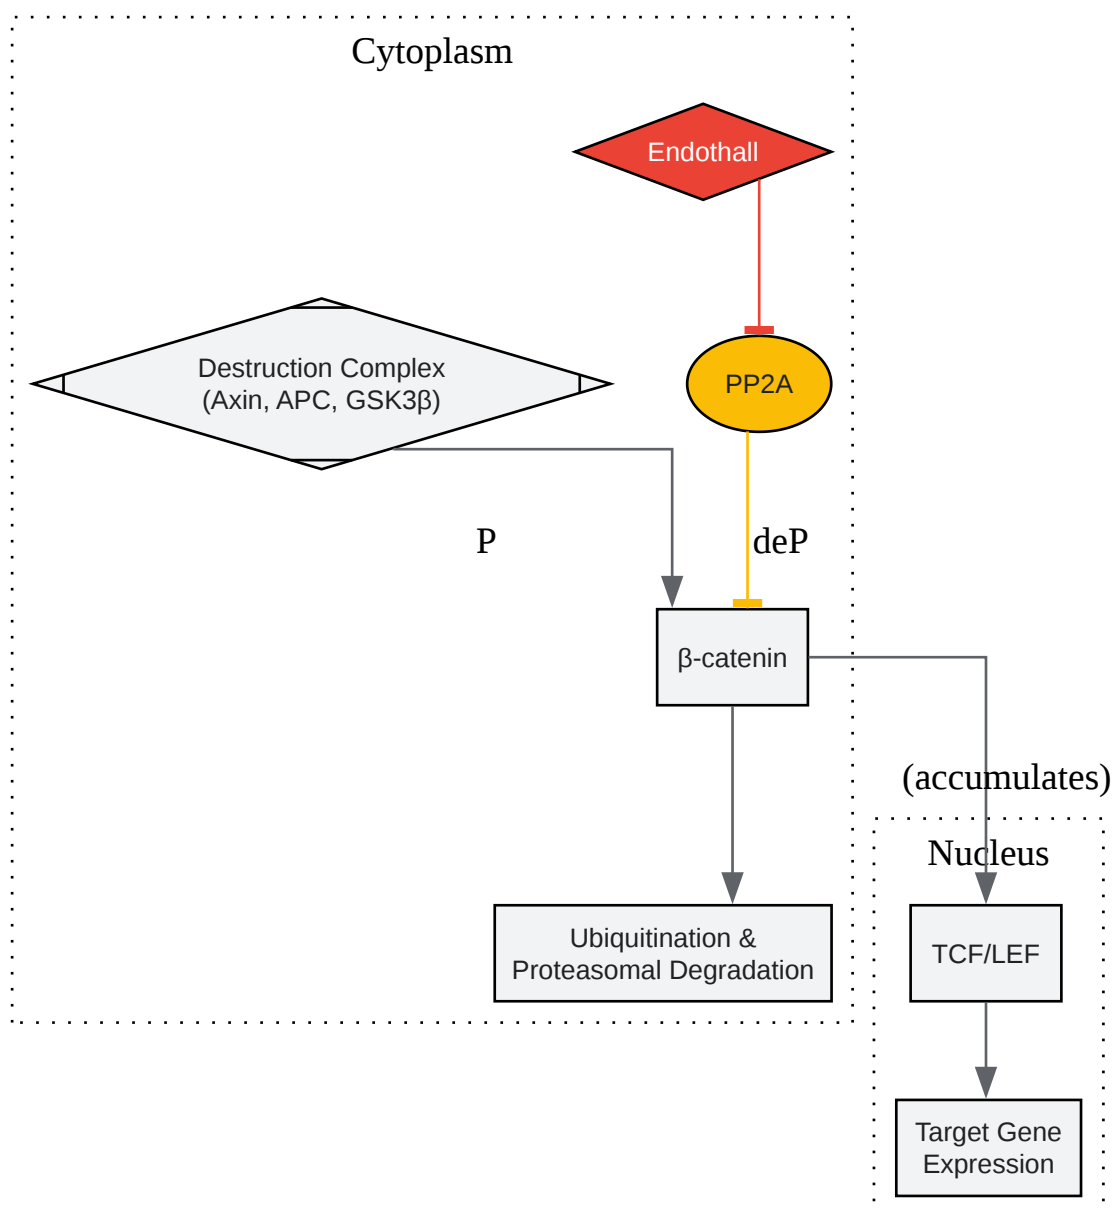 Cytoplasm
Endothall
Destruction Complex
(Axin, APC, GSK3β)
PP2A
P
deP
β-catenin
(accumulates)
Nucleus
Ubiquitination &
Proteasomal Degradation
TCF/LEF
Target Gene
Expression